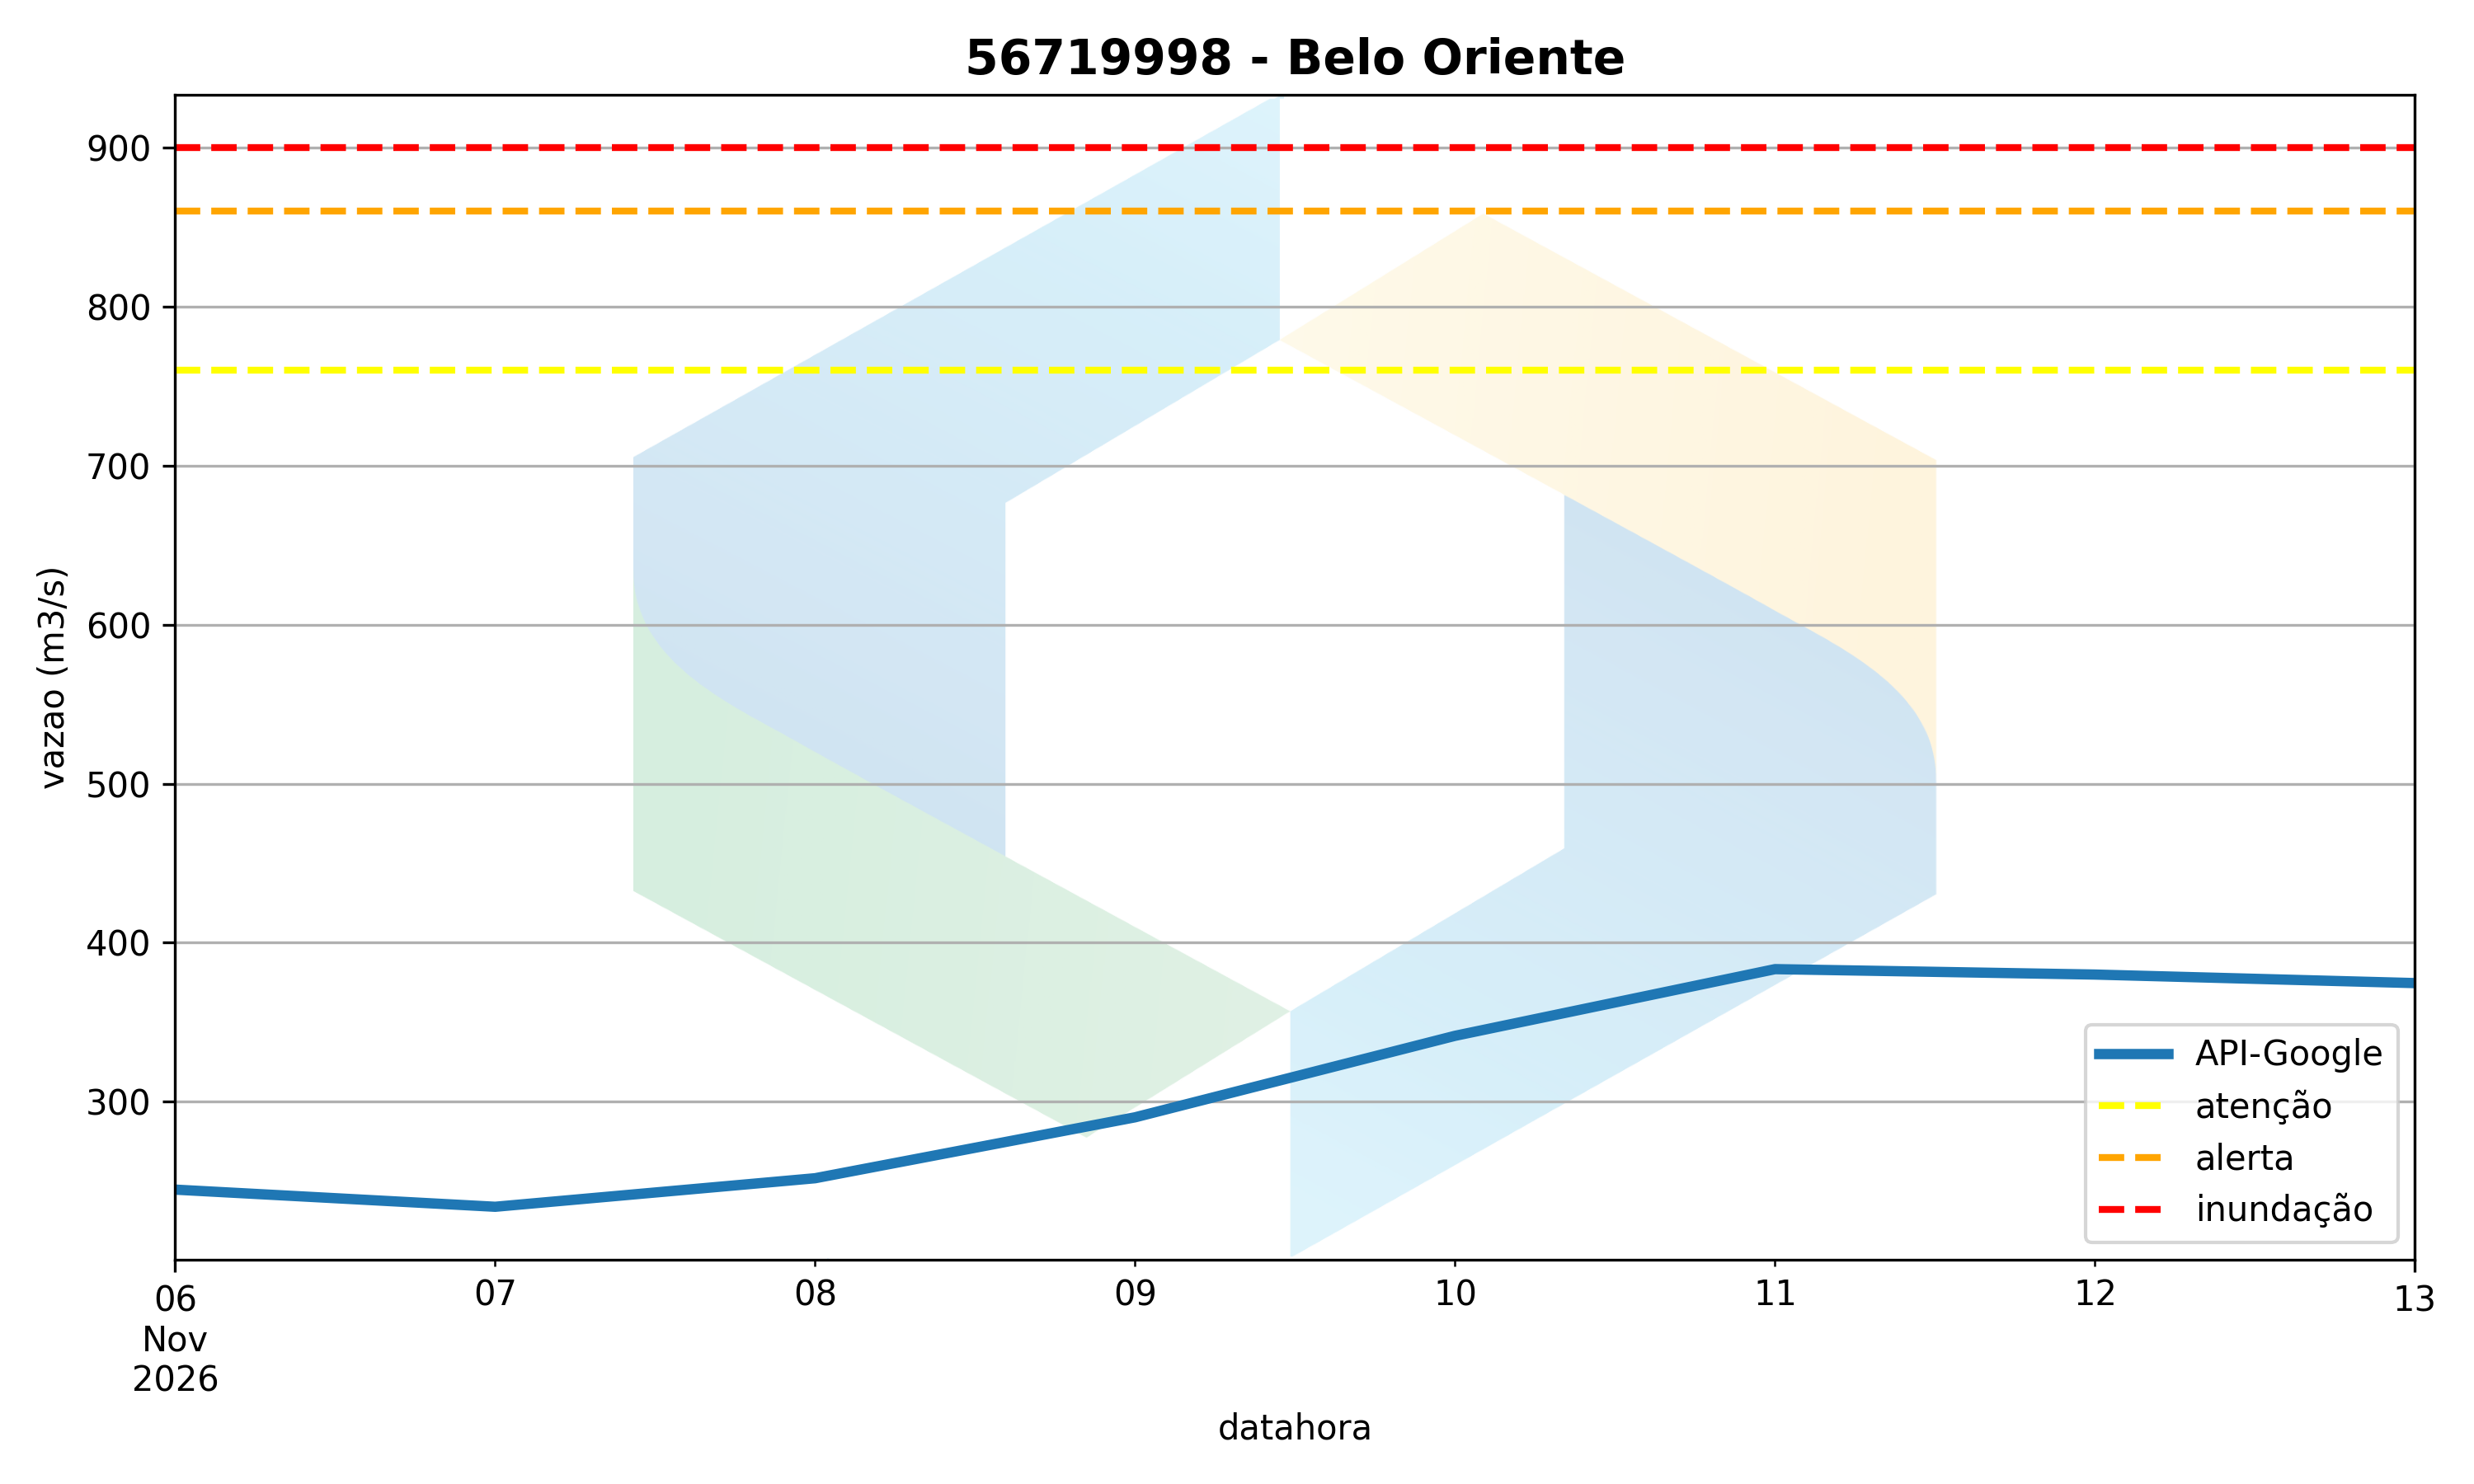 56719998 - Belo Oriente
vazao (m3/s)
900
800
700
600
500
400
300
06
Nov
2026
07
08
09
10
11
12
13
datahora
API-Google
atenção
alerta
inundação